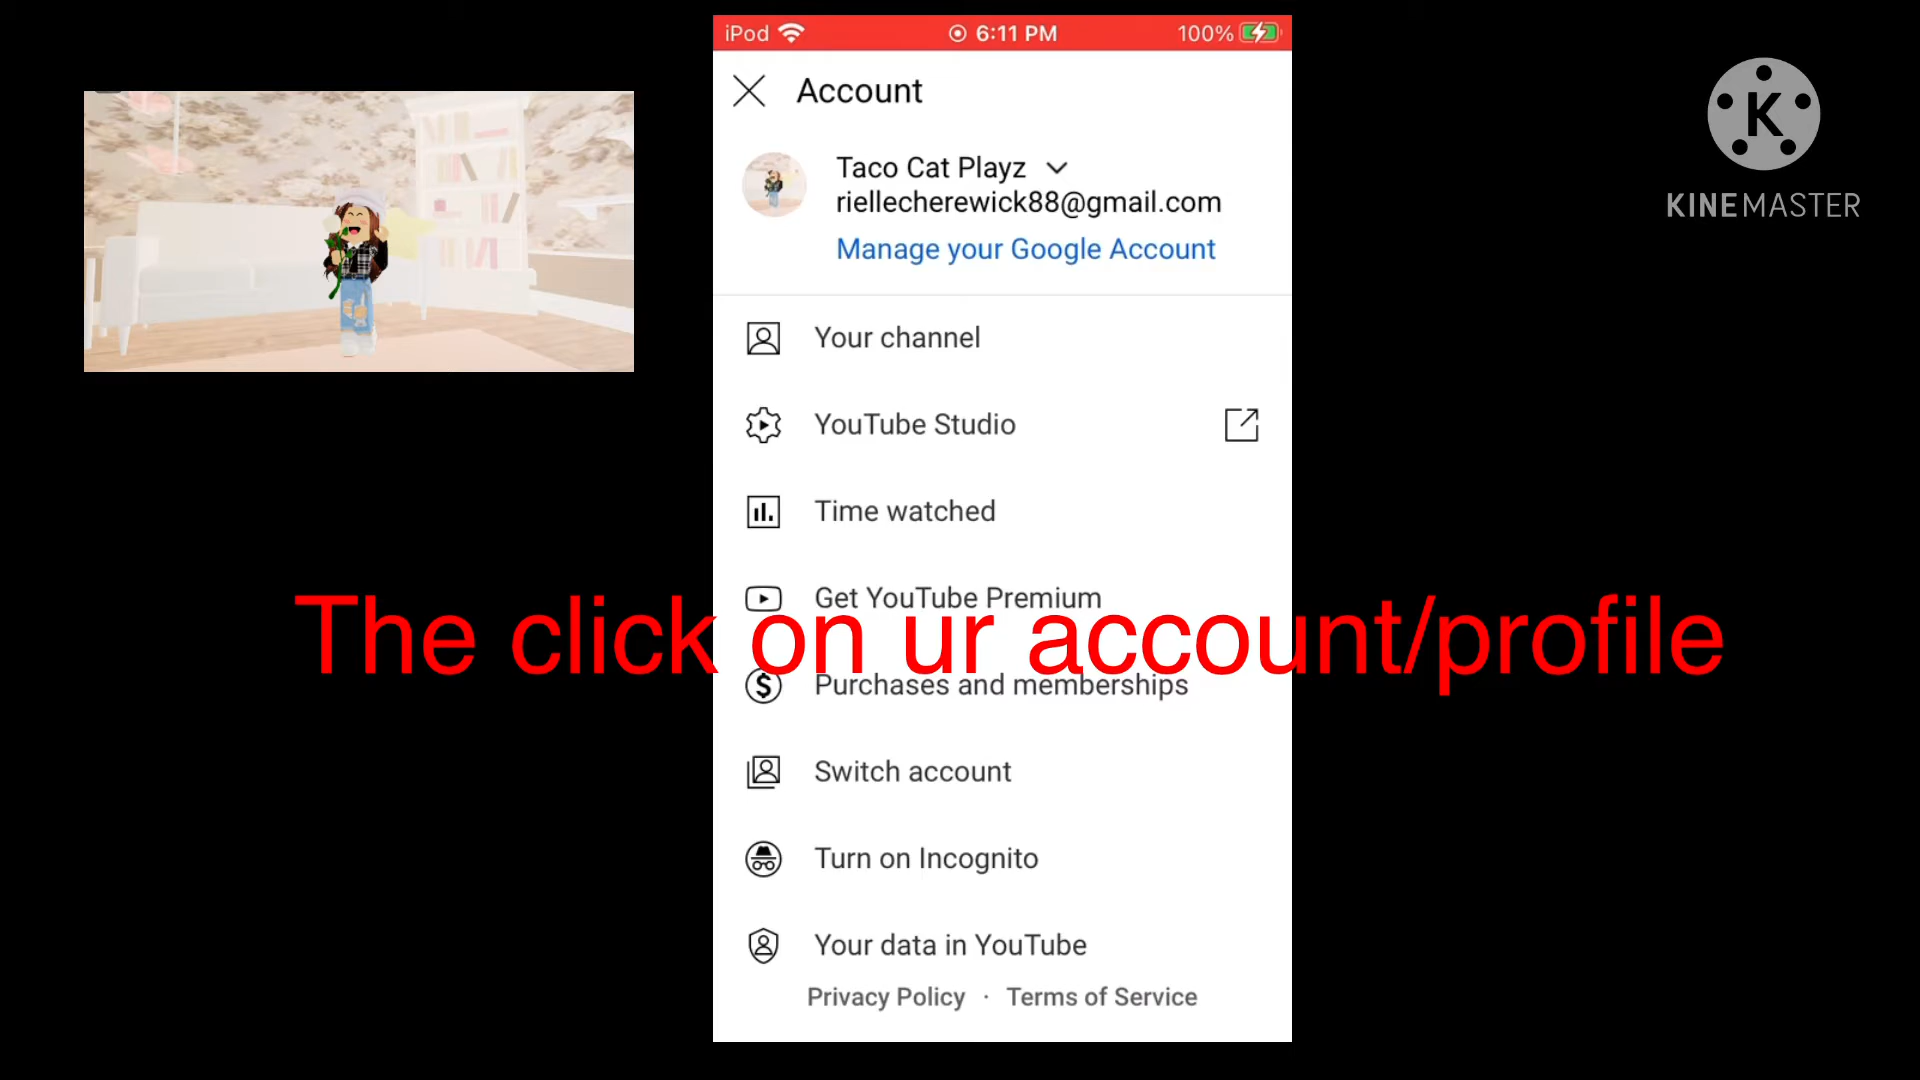 iPod 6:11 PM 100%
Account
K
KINEMASTER
Taco Cat Playz
riellecherewick88@gmail.com
Manage your Google Account
Your channel
YouTube Studio
Time watched
Get YouTube Premium
The click on ur account/profile
Purchases and memberships
Switch account
Turn on Incognito
Your data in YouTube
Privacy Policy · Terms of Service